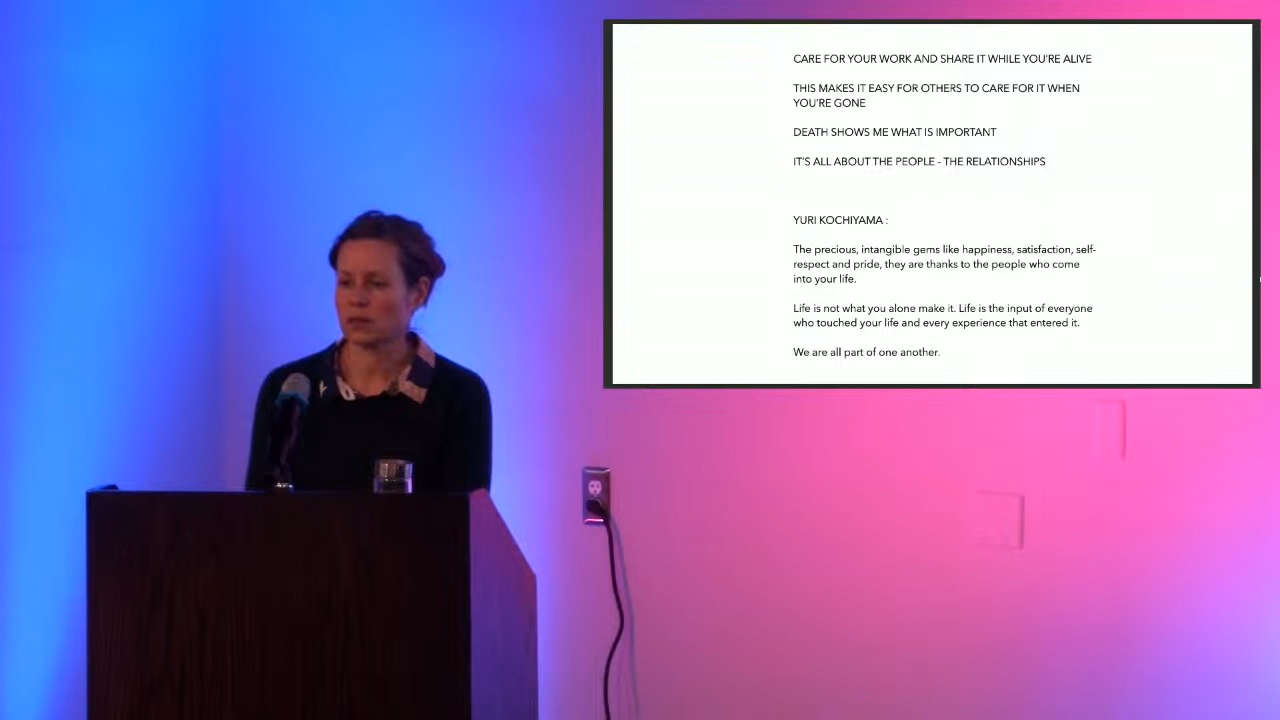 CARE FOR YOUR WORK AND SHARE IT WHILE YOU'RE ALIVE
THIS MAKES IT EASY FOR OTHERS TO CARE FOR IT WHEN
YOU'RE GONE
DEATH SHOWS ME WHAT IS IMPORTANT
IT'S ALL ABOUT THE PEOPLE - THE RELATIONSHIPS
YURI KOCHIYAMA :
The precious, intangible gems like happiness, satisfaction, self-
respect and pride, they are thanks to the people who come
into your life.
Life is not what you alone make it. Life is the input of everyone
who touched your life and every experience that entered it.
We are all part of one another.